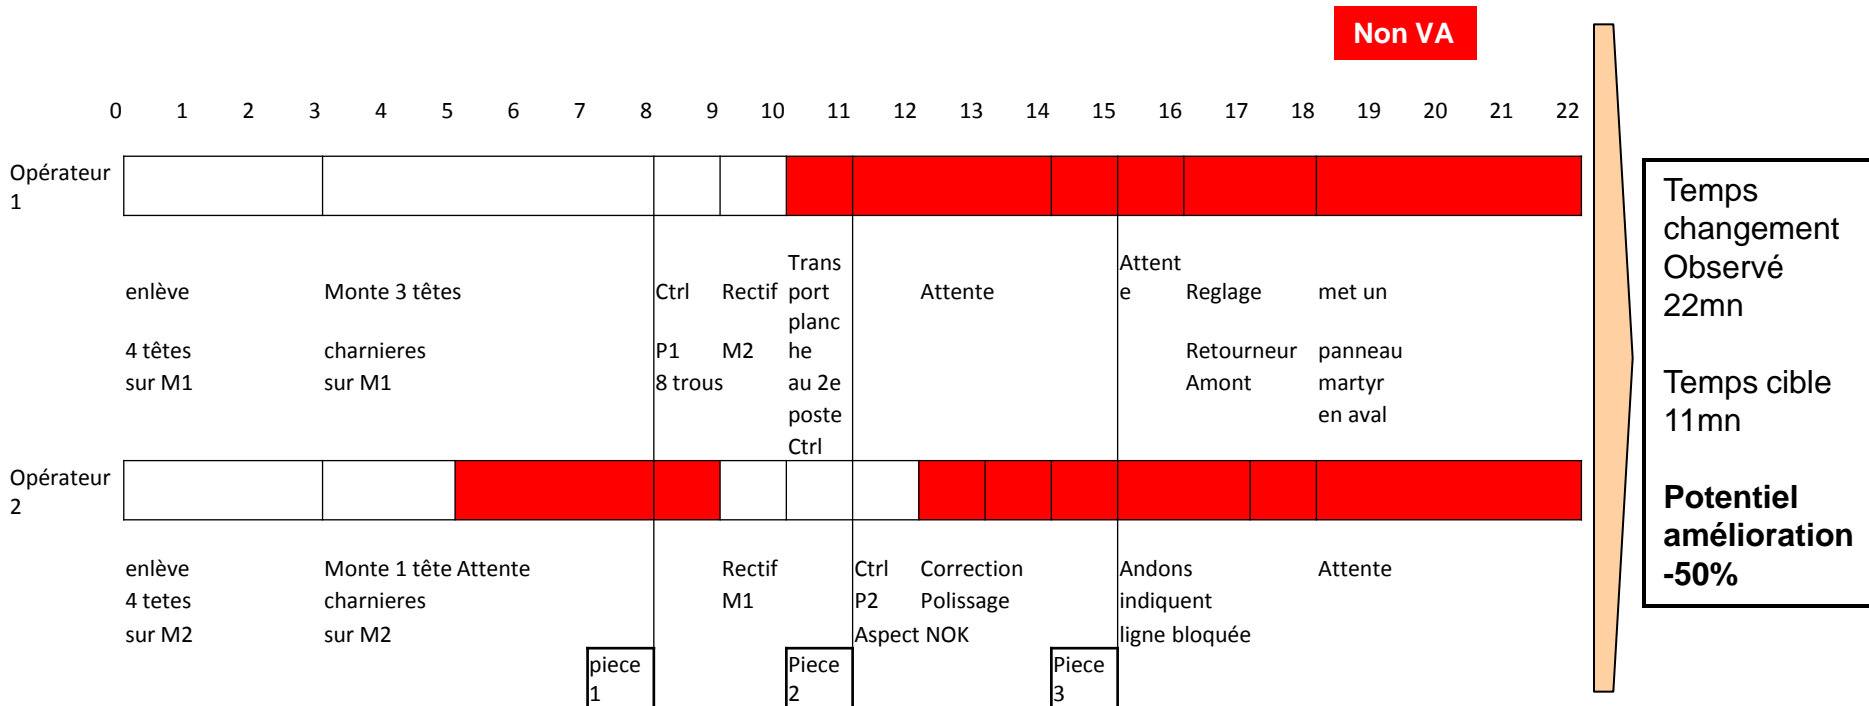 Non VA
0 1 2 3 4 5 6 7 8 9 10 11 12 13 14 15 16 17 18 19 20 21 22
Opérateur
1
enlève
4 têtes
sur M1
Monte 3 têtes
charnieres
sur M1
Ctrl
P1
8 trous
Rectif
M2
Trans
port
planc
he
au 2e
poste
Ctrl
Attente
Attent
e
Reglage
Retourneur
Amont
met un
panneau
martyr
en aval
Opérateur
2
enlève
4 tetes
sur M2
Monte 1 tête
charnieres
sur M2
Attente
Rectif
M1
Ctrl
P2
Aspect NOK
Correction
Polissage
Andons
indiquent
ligne bloquée
Attente
piece
1
Piece
2
Piece
3
Temps
changement
Observé
22mn
Temps cible
11mn
Potentiel
amélioration
-50%